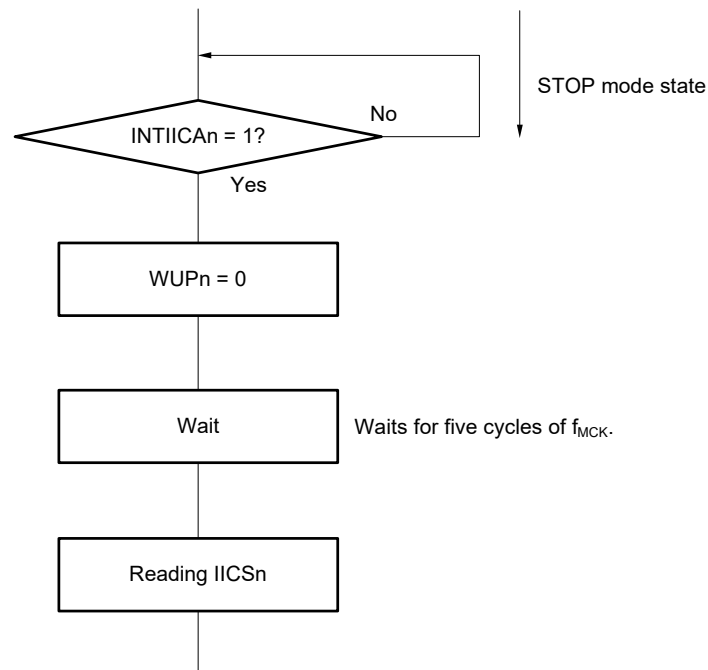 STOP mode state
No
INTIICAn = 1?
Yes
WUPn = 0
Wait
Waits for five cycles of fMCK.
Reading IICSn